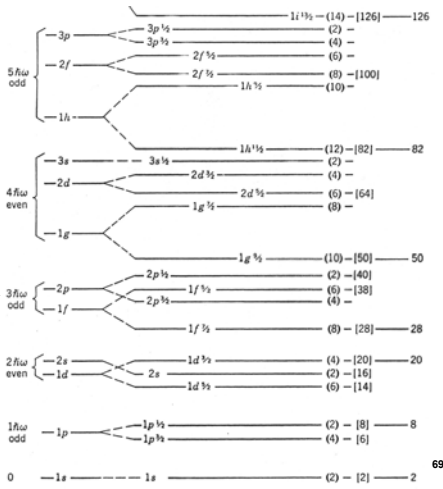 1i 13/2 (14) [126] 126
3p 1/2 (2)
3p
3p 3/2 (4)
2f 5/2 (6)
2f
2f 7/2 (8) [100]
5ℏω
odd
1h 9/2 (10)
1h
1h 11/2 (12) [82] 82
3s 3s 1/2 (2)
2d 3/2 (4)
2d
2d 5/2 (6) [64]
4ℏω
even
1g 7/2 (8)
1g
1g 9/2 (10) [50] 50
2p 1/2 (2) [40]
2p
1f 5/2 (6) [38]
3ℏω
odd
2p 3/2 (4)
1f
1f 7/2 (8) [28] 28
2s 1d 3/2 (4) [20] 20
2ℏω
even
1d 2s (2) [16]
1d 5/2 (6) [14]
1ℏω
odd
1p 1/2 (2) [8] 8
1p
1p 3/2 (4) [6]
69
0 1s 1s (2) [2] 2